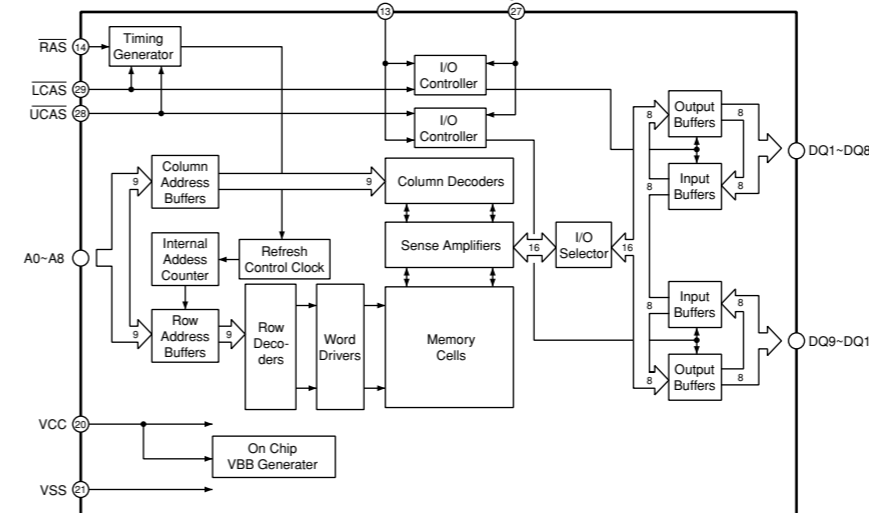 13
27
RAS
14
Timing
Generator
I/O
Controller
LCAS
29
UCAS
28
I/O
Controller
Output
Buffers
8
8
DQ1~DQ8
Input
Buffers
8
8
Column
Address
Buffers
9
9
Column Decoders
A0~A8
Internal
Addess
Counter
Refresh
Control Clock
Sense Amplifiers
16
I/O
Selector
16
Row
Address
Buffers
9
9
Row
Deco-
ders
Word
Drivers
Memory
Cells
Input
Buffers
8
8
DQ9~DQ1
Output
Buffers
8
8
VCC
20
On Chip
VBB Generater
VSS
21